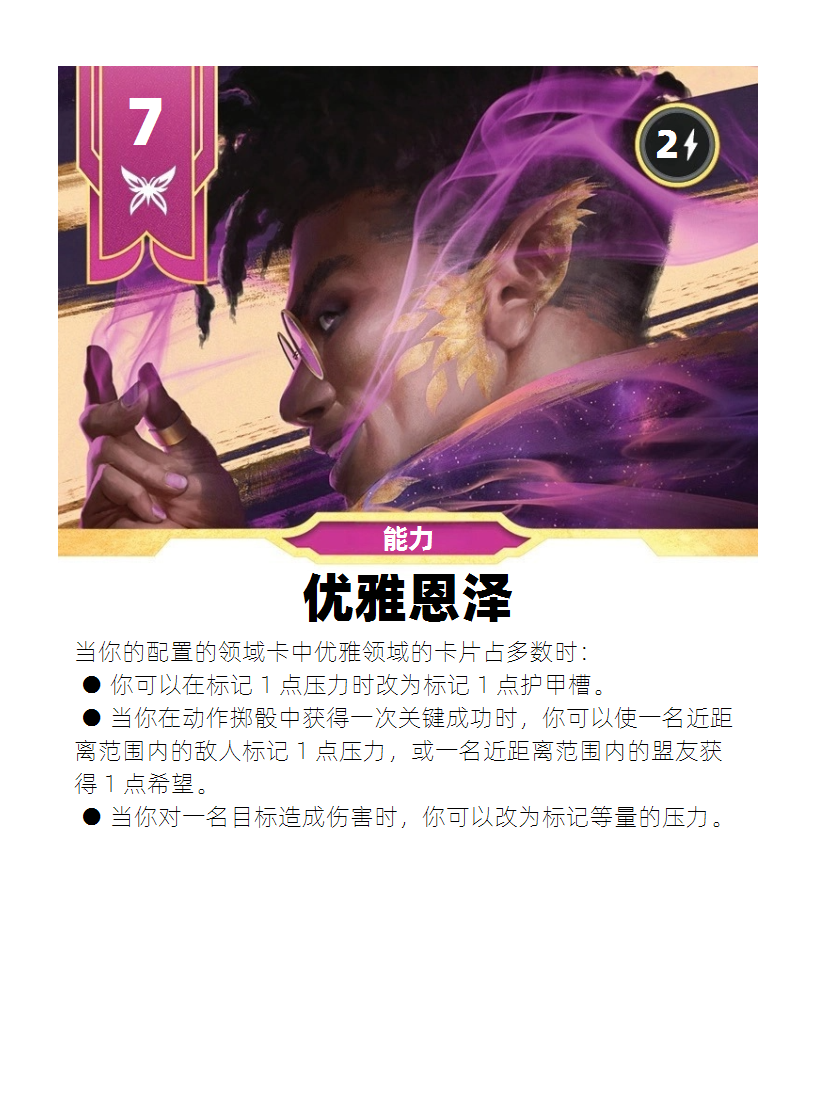 7
2
能力
优雅恩泽
当你的配置的领域卡中优雅领域的卡片占多数时：
● 你可以在标记 1 点压力时改为标记 1 点护甲槽。
● 当你在动作掷骰中获得一次关键成功时，你可以使一名近距
离范围内的敌人标记 1 点压力，或一名近距离范围内的盟友获
得 1 点希望。
● 当你对一名目标造成伤害时，你可以改为标记等量的压力。